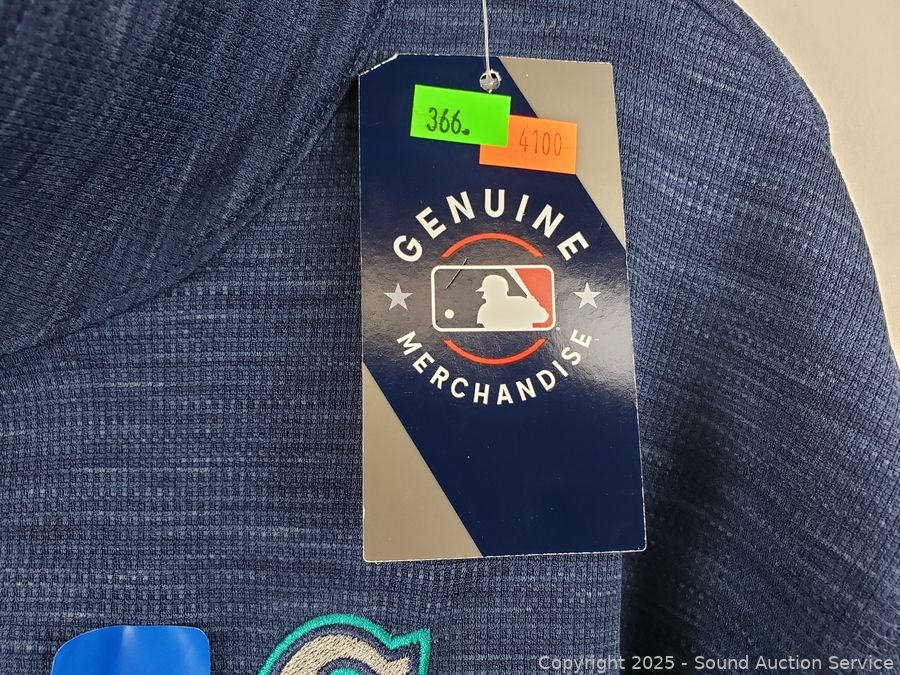 366.
4100
GENUINE
MERCHANDISE
Copyright 2025 - Sound Auction Service